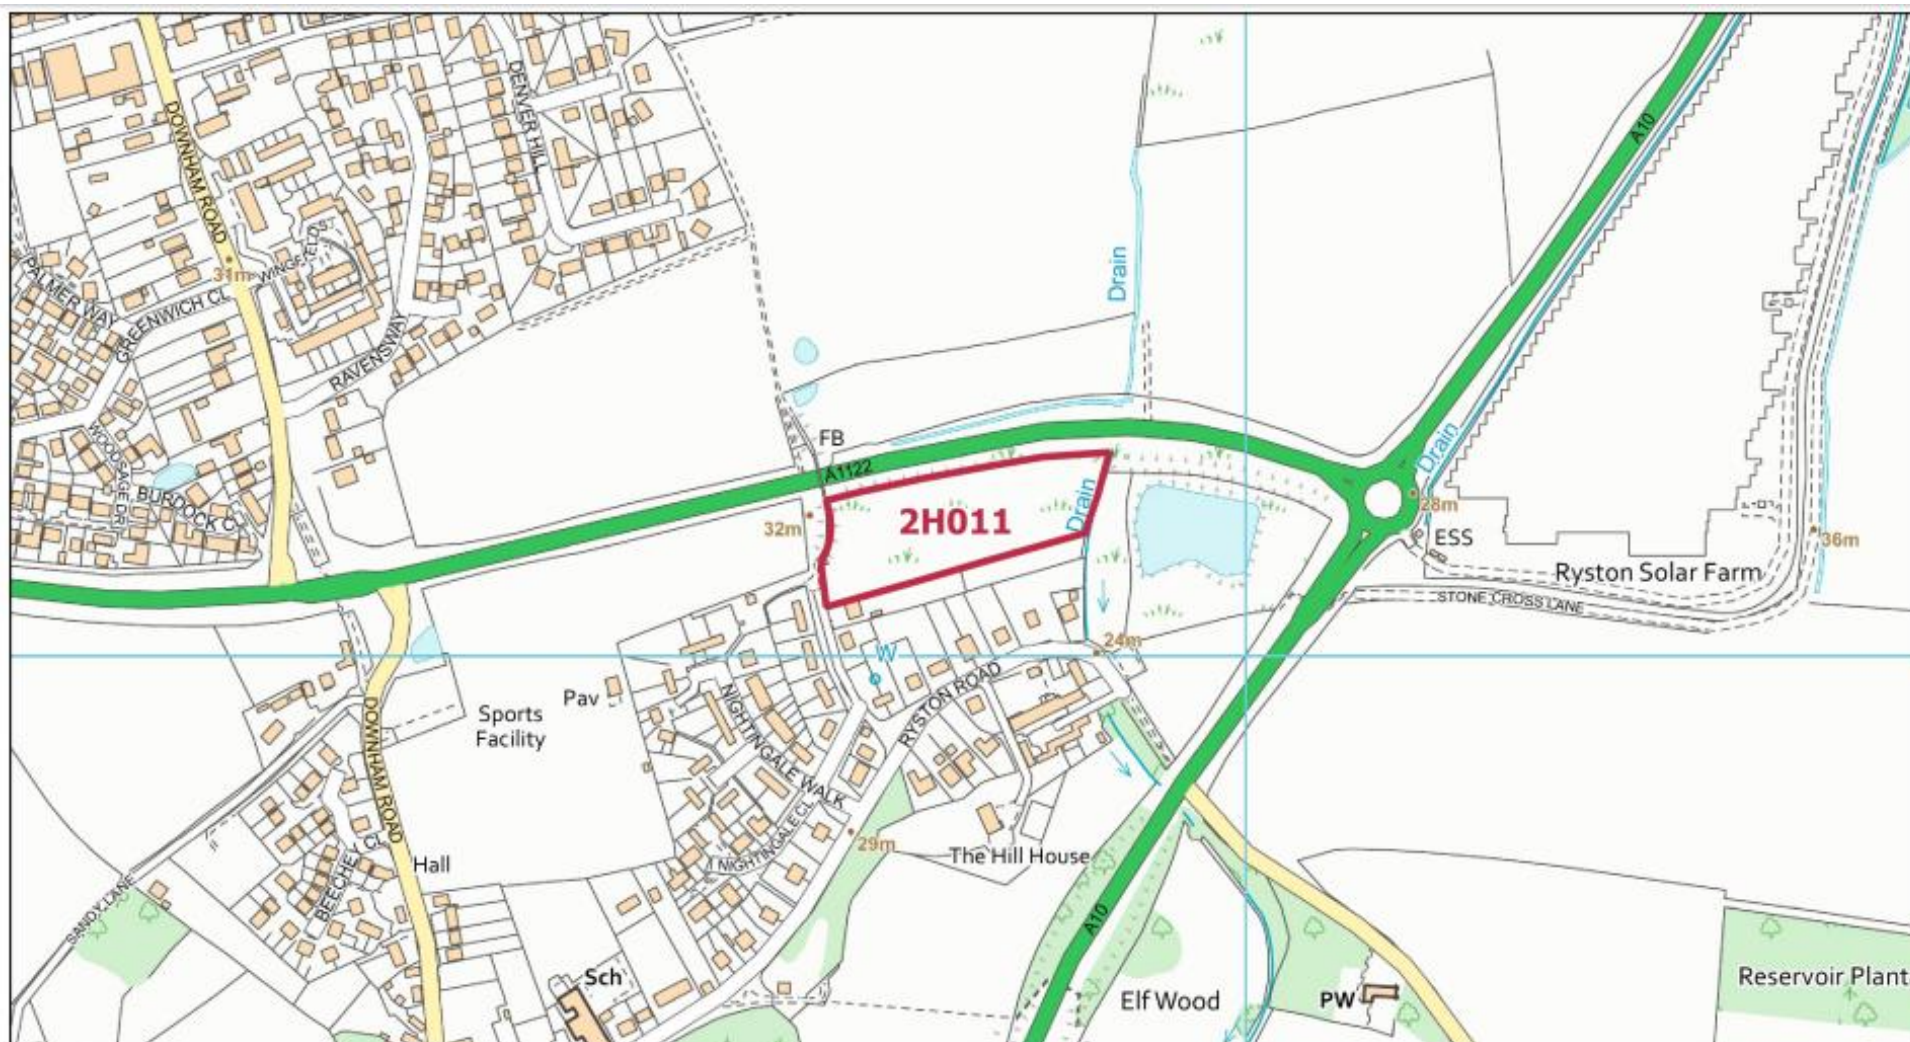 DENVER HILL
DOWNHAM ROAD
A10
31m
WINGFIELDS
PALMER WAY
GREENWICH CL
Drain
RAVENSWAY
FB
A1122
WOODSAGE DR
BURDOCK CL
32m
2H011
Drain
Drain
28m
ESS
36m
Ryston Solar Farm
STONE CROSS LANE
24m
W
Pav
Sports
Facility
NIGHTINGALE WALK
RYSTON ROAD
DOWNHAM ROAD
NIGHTINGALE CL
29m
The Hill House
Hall
BEECHEY CL
SANDY LANE
A10
Sch
Elf Wood
PW
Reservoir Plant